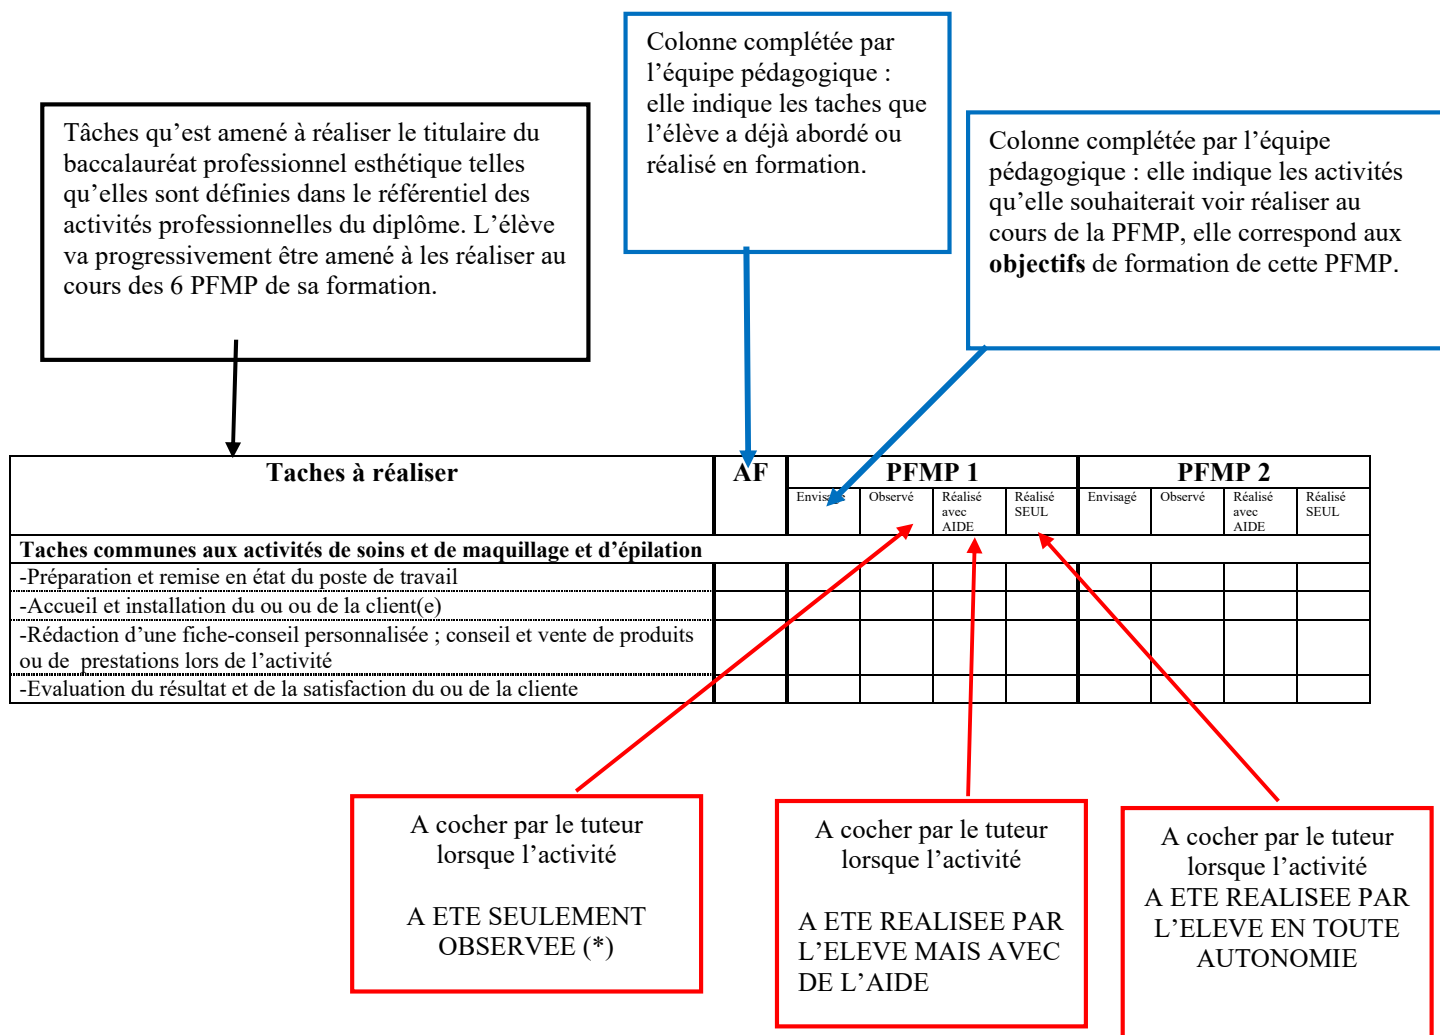 Colonne complétée par
l’équipe pédagogique :
elle indique les taches que
l’élève a déjà abordé ou
réalisé en formation.
Tâches qu’est amené à réaliser le titulaire du
baccalauréat professionnel esthétique telles
qu’elles sont définies dans le référentiel des
activités professionnelles du diplôme. L’élève
va progressivement être amené à les réaliser au
cours des 6 PFMP de sa formation.
Colonne complétée par l’équipe
pédagogique : elle indique les activités
qu’elle souhaiterait voir réaliser au
cours de la PFMP, elle correspond aux
objectifs de formation de cette PFMP.
Taches à réaliser AF PFMP 1 PFMP 2
Envisagé Observé Réalisé avec AIDE Réalisé SEUL Envisagé Observé Réalisé avec AIDE Réalisé SEUL
Taches communes aux activités de soins et de maquillage et d’épilation
-Préparation et remise en état du poste de travail
-Accueil et installation du ou ou de la client(e)
-Rédaction d’une fiche-conseil personnalisée ; conseil et vente de produits
ou de prestations lors de l’activité
-Evaluation du résultat et de la satisfaction du ou de la cliente
A cocher par le tuteur
lorsque l’activité
A ETE SEULEMENT
OBSERVEE (*)
A cocher par le tuteur
lorsque l’activité
A ETE REALISEE PAR
L’ELEVE MAIS AVEC
DE L’AIDE
A cocher par le tuteur
lorsque l’activité
A ETE REALISEE PAR
L’ELEVE EN TOUTE
AUTONOMIE